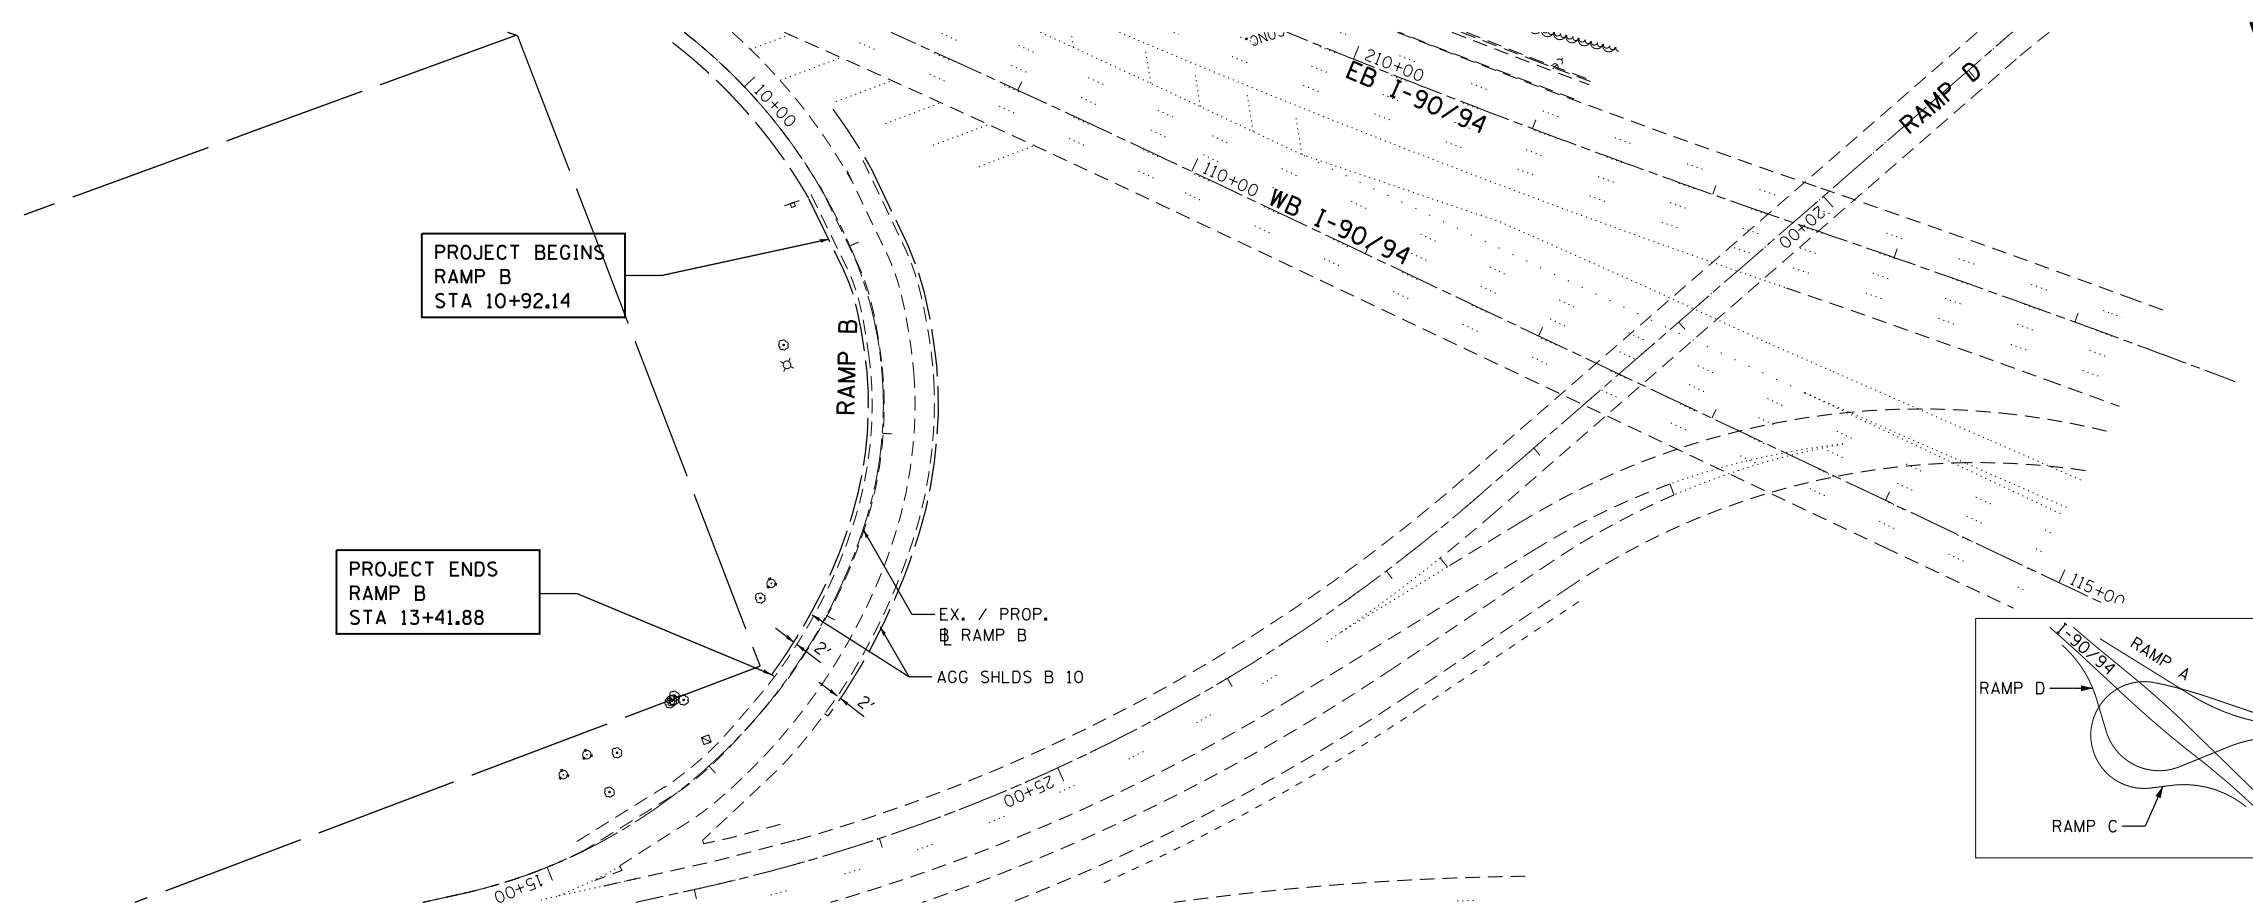 210+00
EB I-90/94
RAMP D
10+00
110+00
WB I-90/94
20+00
PROJECT BEGINS
RAMP B
STA 10+92.14
RAMP B
PROJECT ENDS
RAMP B
STA 13+41.88
EX. / PROP.
RAMP B
2'
AGG SHLDS B 10
2'
115+00
25+00
15+00
I-90/94
RAMP A
RAMP D
RAMP C